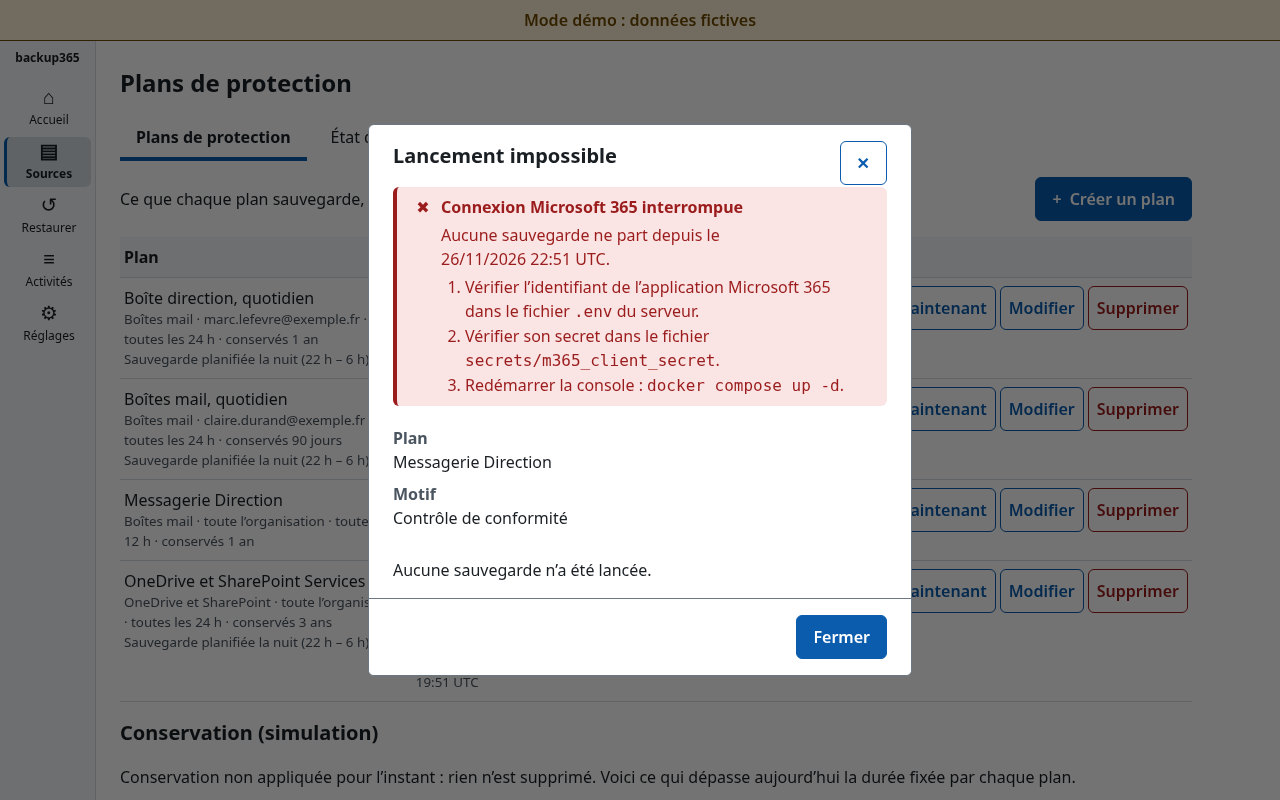 Mode démo : données fictives
backup365
⌂
Accueil
▤
Sources
↺
Restaurer
≡
Activités
⚙
Réglages
Plans de protection
Plans de protection
État
Ce que chaque plan sauvegarde,
+ Créer un plan
Plan
Boîte direction, quotidien
Boîtes mail · marc.lefevre@exemple.fr ·
toutes les 24 h · conservés 1 an
Sauvegarde planifiée la nuit (22 h – 6 h)
Modifier
Supprimer
Boîtes mail, quotidien
Boîtes mail · claire.durand@exemple.fr
toutes les 24 h · conservés 90 jours
Sauvegarde planifiée la nuit (22 h – 6 h)
Modifier
Supprimer
Messagerie Direction
Boîtes mail · toute l’organisation · toute
12 h · conservés 1 an
Modifier
Supprimer
OneDrive et SharePoint Services
OneDrive et SharePoint · toute l’organis
· toutes les 24 h · conservés 3 ans
Sauvegarde planifiée la nuit (22 h – 6 h)
Modifier
Supprimer
19:51 UTC
Conservation (simulation)
Conservation non appliquée pour l’instant : rien n’est supprimé. Voici ce qui dépasse aujourd’hui la durée fixée par chaque plan.
Lancement impossible
×
✖ Connexion Microsoft 365 interrompue
Aucune sauvegarde ne part depuis le
26/11/2026 22:51 UTC.
1. Vérifier l’identifiant de l’application Microsoft 365
dans le fichier .env du serveur.
2. Vérifier son secret dans le fichier
secrets/m365_client_secret.
3. Redémarrer la console : docker compose up -d.
Plan
Messagerie Direction
Motif
Contrôle de conformité
Aucune sauvegarde n’a été lancée.
Fermer